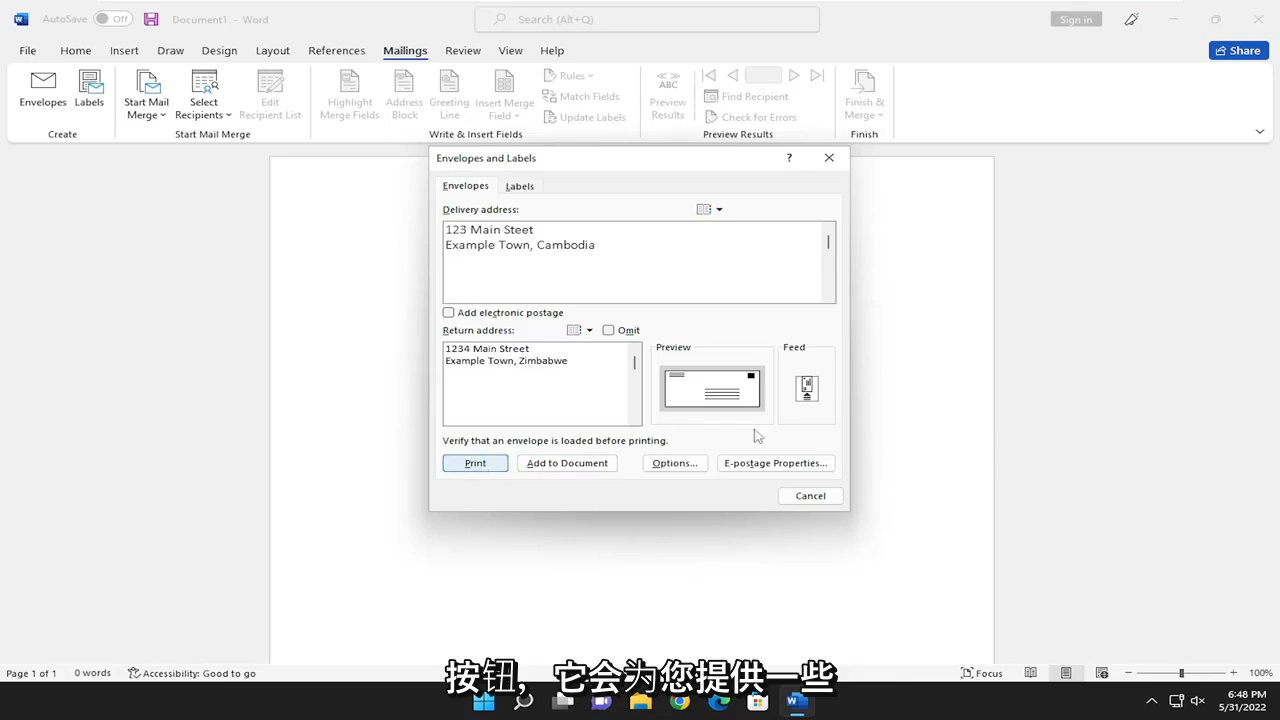 AutoSave Off Document1 - Word Search (Alt+Q) Sign in
File Home Insert Draw Design Layout References Mailings Review View Help Share
Envelopes Labels Start Mail Merge Select Recipients Edit Recipient List Highlight Merge Fields Address Block Greeting Line Insert Merge Field Rules Match Fields Update Labels ABC Preview Results Find Recipient Check for Errors Finish & Merge
Create Start Mail Merge Write & Insert Fields Preview Results Finish
Envelopes and Labels ?
Envelopes Labels
Delivery address:
123 Main Steet
Example Town, Cambodia
Add electronic postage
Return address: Omit
1234 Main Street
Example Town, Zimbabwe
Preview Feed
Verify that an envelope is loaded before printing.
Print Add to Document Options... E-postage Properties...
Cancel
Page 1 of 1 0 words Accessibility: Good to go Focus 100%
按钮，它会为您提供一些
6:48 PM
5/31/2022